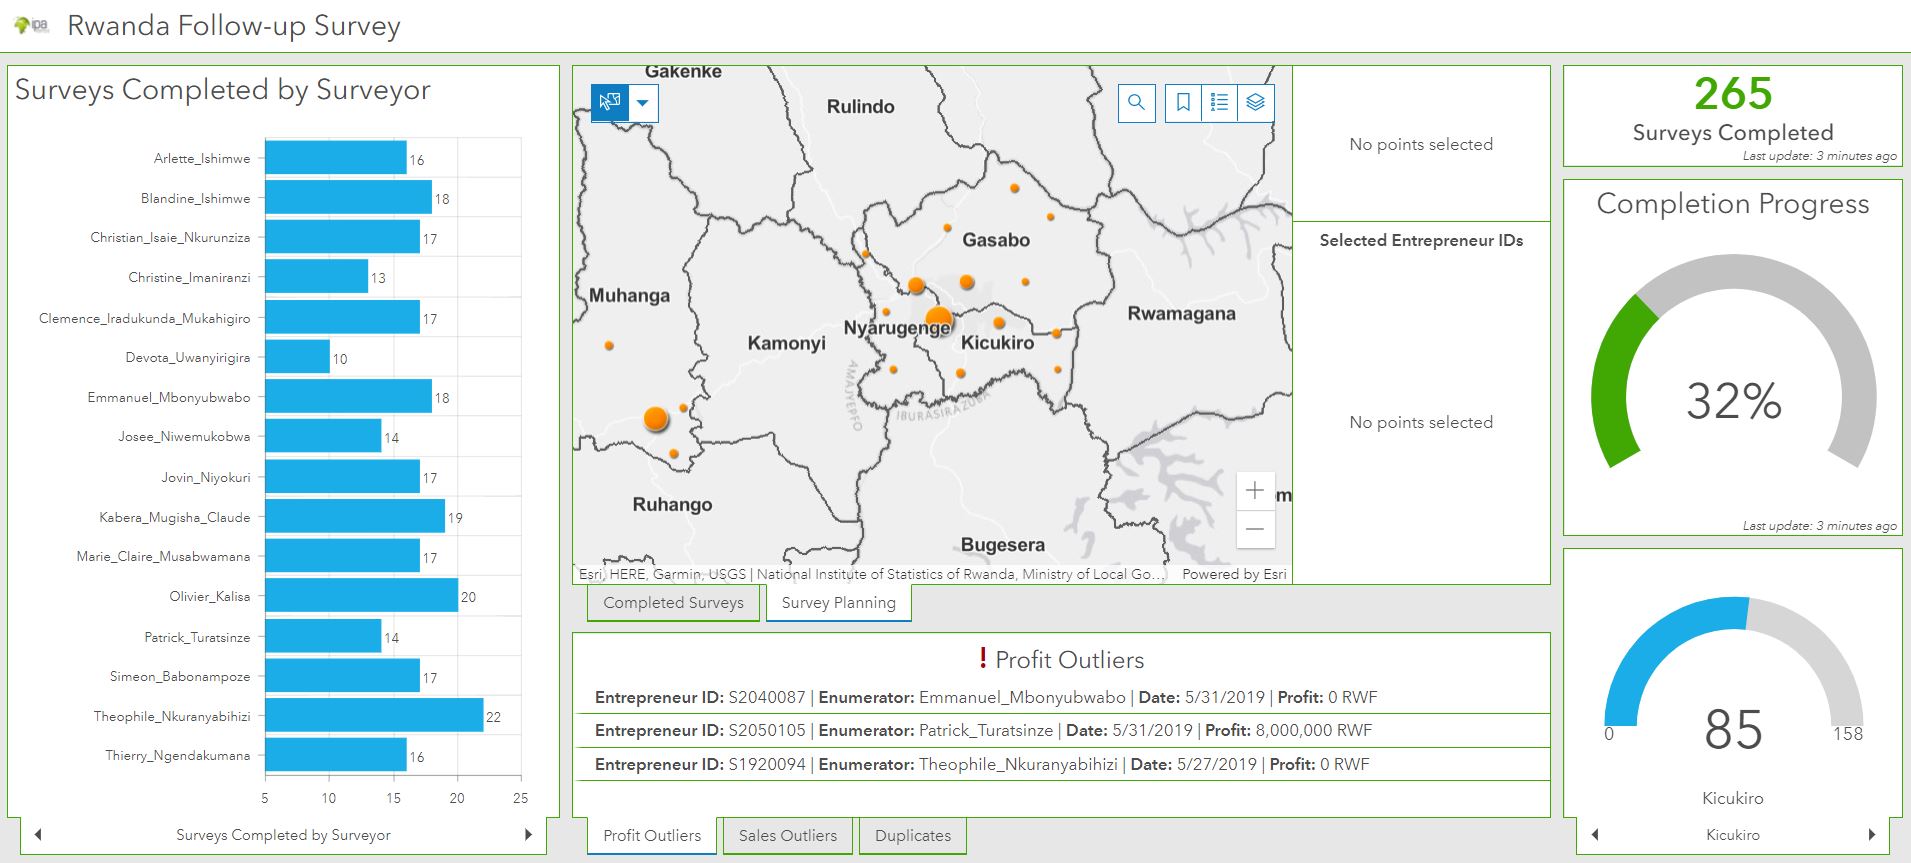 ipa
Rwanda Follow-up Survey
Surveys Completed by Surveyor
Arlette_Ishimwe 16
Blandine_Ishimwe 18
Christian_Isaie_Nkurunziza 17
Christine_Imaniranzi 13
Clemence_Iradukunda_Mukahigiro 17
Devota_Uwanyirigira 10
Emmanuel_Mbonyubwabo 18
Josee_Niwemukobwa 14
Jovin_Niyokuri 17
Kabera_Mugisha_Claude 19
Marie_Claire_Musabwamana 17
Olivier_Kalisa 20
Patrick_Turatsinze 14
Simeon_Babonampoze 17
Theophile_Nkuranyabihizi 22
Thierry_Ngendakumana 16
5 10 15 20 25
Surveys Completed by Surveyor
Gakenke
Rulindo
Gasabo
Muhanga
Rwamagana
Nyarugenge
Kamonyi
Kicukiro
AMAJYEPFO
IBURASIRAZUBA
Ruhango
Bugesera
Esri, HERE, Garmin, USGS | National Institute of Statistics of Rwanda, Ministry of Local Go... Powered by Esri
No points selected
Selected Entrepreneur IDs
No points selected
Completed Surveys
Survey Planning
! Profit Outliers
Entrepreneur ID: S2040087 | Enumerator: Emmanuel_Mbonyubwabo | Date: 5/31/2019 | Profit: 0 RWF
Entrepreneur ID: S2050105 | Enumerator: Patrick_Turatsinze | Date: 5/31/2019 | Profit: 8,000,000 RWF
Entrepreneur ID: S1920094 | Enumerator: Theophile_Nkuranyabihizi | Date: 5/27/2019 | Profit: 0 RWF
Profit Outliers
Sales Outliers
Duplicates
265
Surveys Completed
Last update: 3 minutes ago
Completion Progress
32%
Last update: 3 minutes ago
85
0 158
Kicukiro
Kicukiro